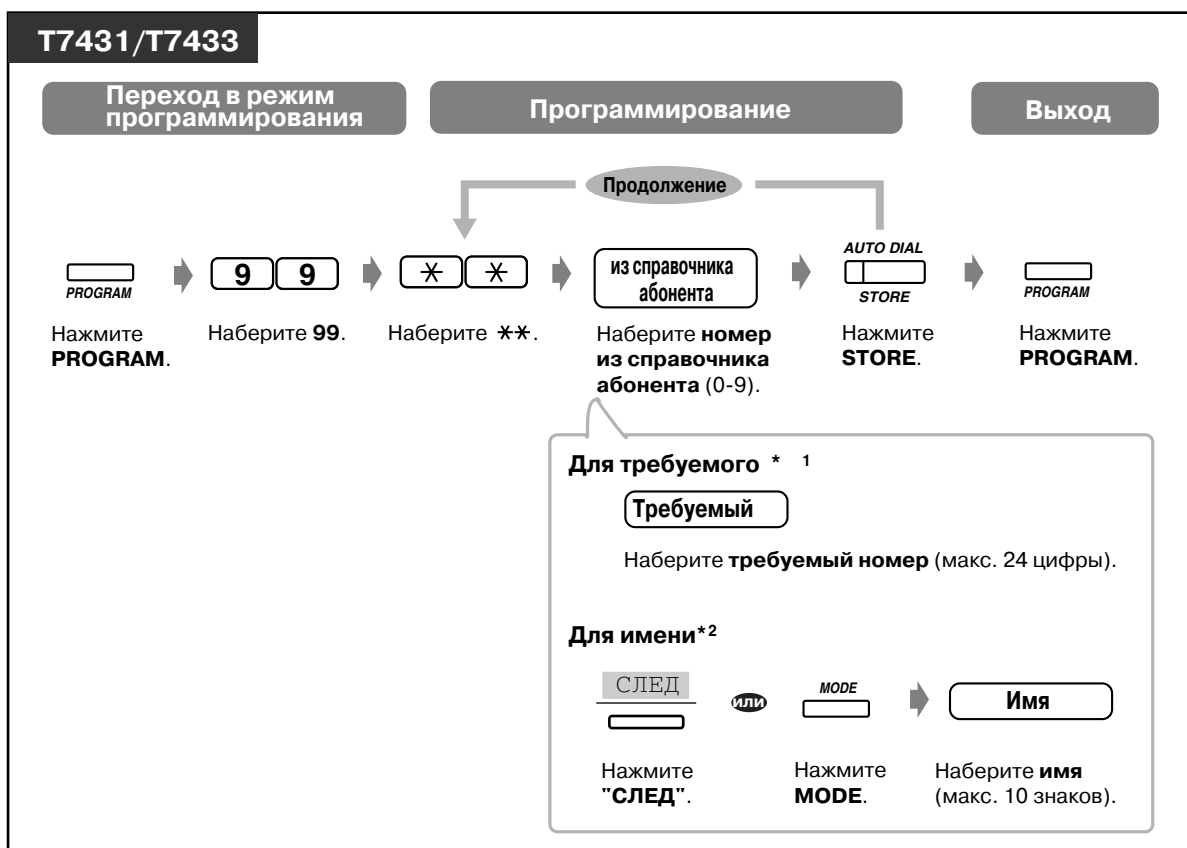 T7431/T7433
Переход в режим
программирования
Программирование
Выход
Продолжение
PROGRAM
9 9
* *
из справочника
абонента
AUTO DIAL
STORE
PROGRAM
Нажмите
PROGRAM.
Наберите 99.
Наберите **.
Наберите номер
из справочника
абонента (0-9).
Нажмите
STORE.
Нажмите
PROGRAM.
Для требуемого * 1
Требуемый
Наберите требуемый номер (макс. 24 цифры).
Для имени*2
СЛЕД
или
MODE
Имя
Нажмите
"СЛЕД".
Нажмите
MODE.
Наберите имя
(макс. 10 знаков).